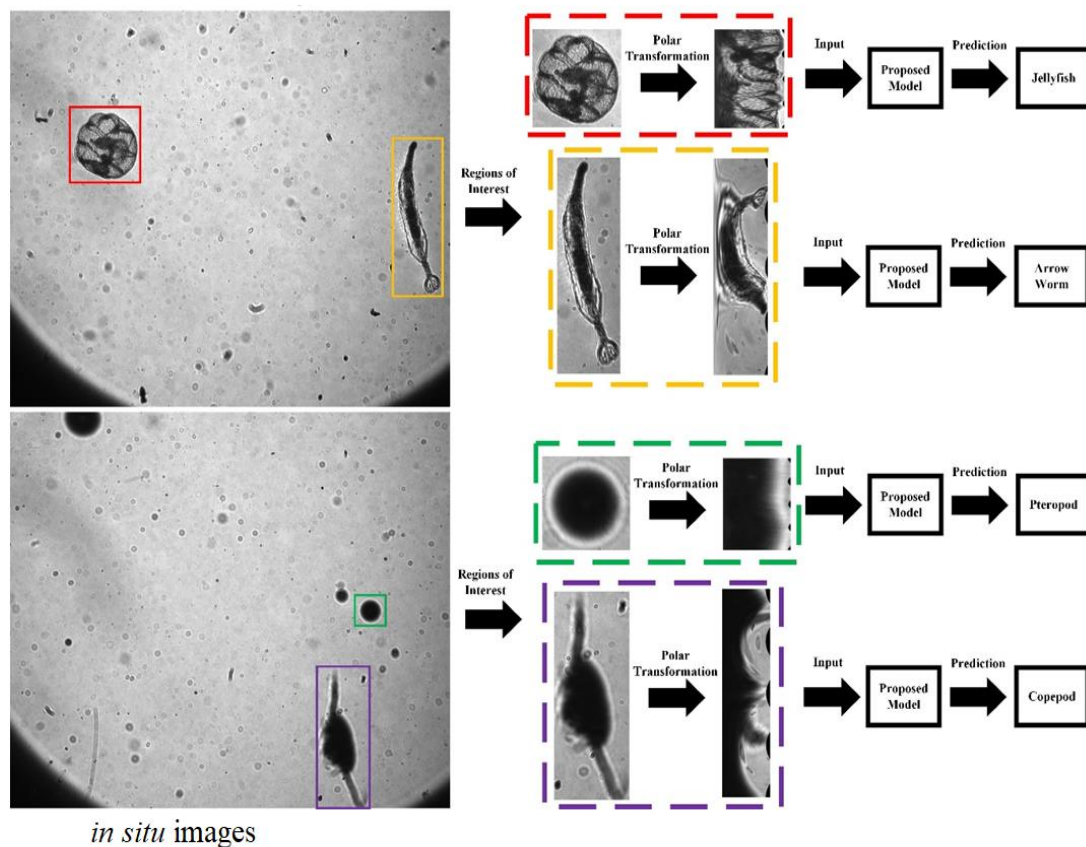 Polar
Transformation
Input
Proposed
Model
Prediction
Jellyfish
Regions of
Interest
Polar
Transformation
Input
Proposed
Model
Prediction
Arrow
Worm
Polar
Transformation
Input
Proposed
Model
Prediction
Pteropod
Regions of
Interest
Polar
Transformation
Input
Proposed
Model
Prediction
Copepod
in situ images